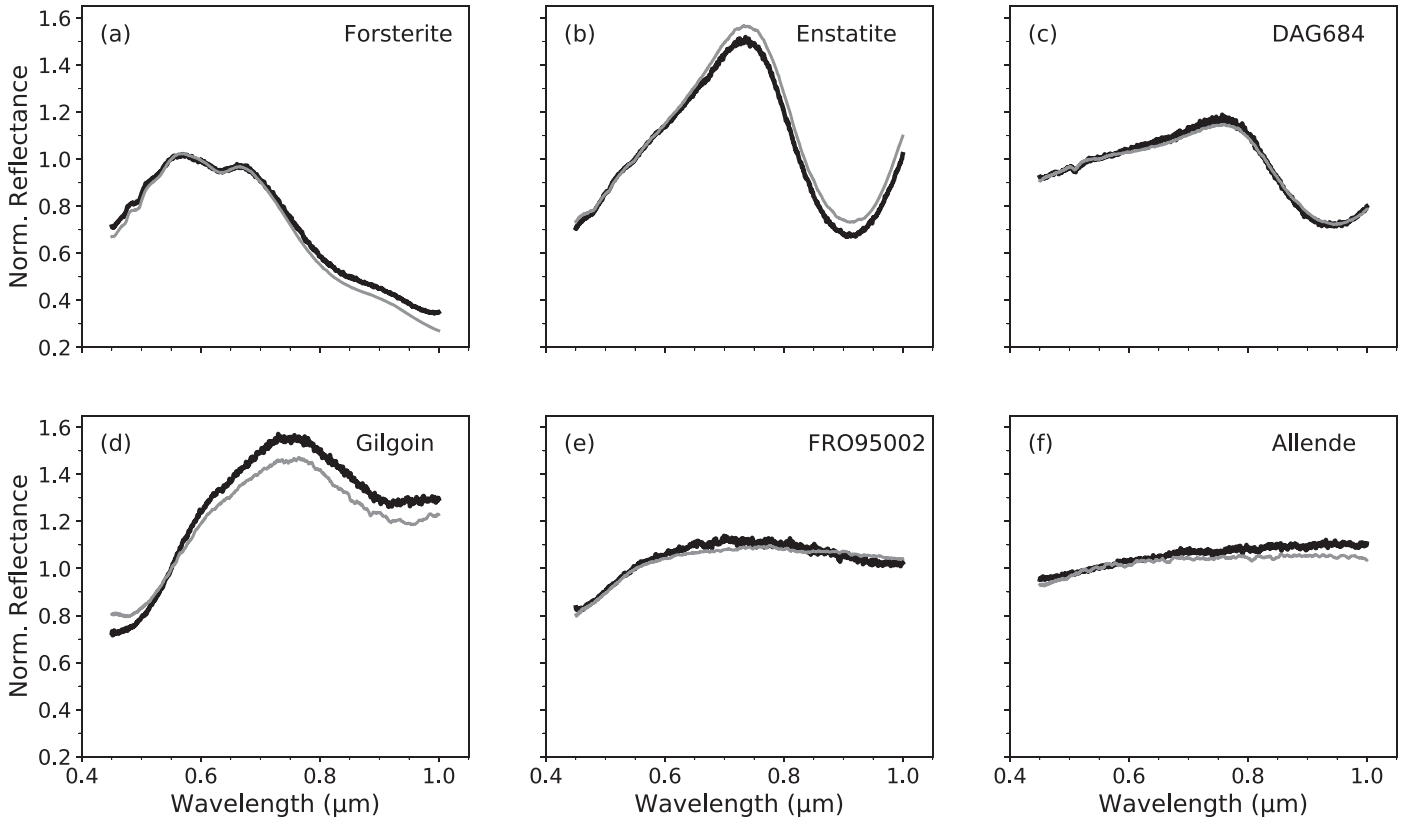 (a) Forsterite
(b) Enstatite
(c) DAG684
Norm. Reflectance
1.6
1.4
1.2
1.0
0.8
0.6
0.4
0.2
(d) Gilgoin
(e) FRO95002
(f) Allende
Norm. Reflectance
1.6
1.4
1.2
1.0
0.8
0.6
0.4
0.2
0.4 0.6 0.8 1.0
0.4 0.6 0.8 1.0
0.4 0.6 0.8 1.0
Wavelength (μm)
Wavelength (μm)
Wavelength (μm)